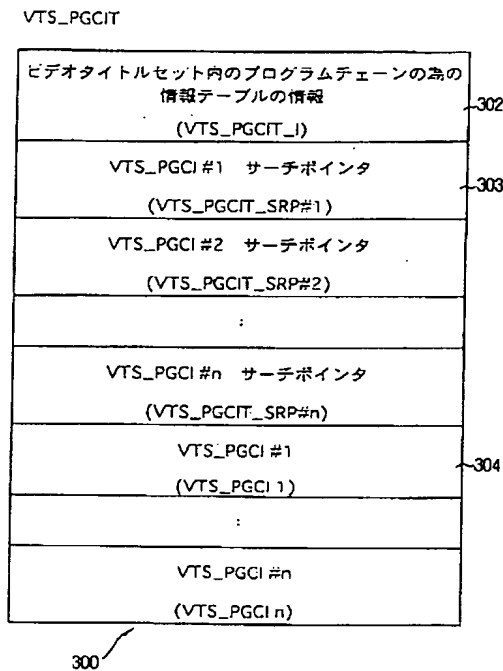 VTS_PGCIT
ビデオタイトルセット内のプログラムチェーンの為の
情報テーブルの情報
(VTS_PGCIT_I)
302
VTS_PGCI #1 サーチポインタ
(VTS_PGCIT_SRP#1)
303
VTS_PGCI #2 サーチポインタ
(VTS_PGCIT_SRP#2)
:
VTS_PGCI #n サーチポインタ
(VTS_PGCIT_SRP#n)
VTS_PGCI #1
(VTS_PGCI 1)
304
:
VTS_PGCI #n
(VTS_PGCI n)
300